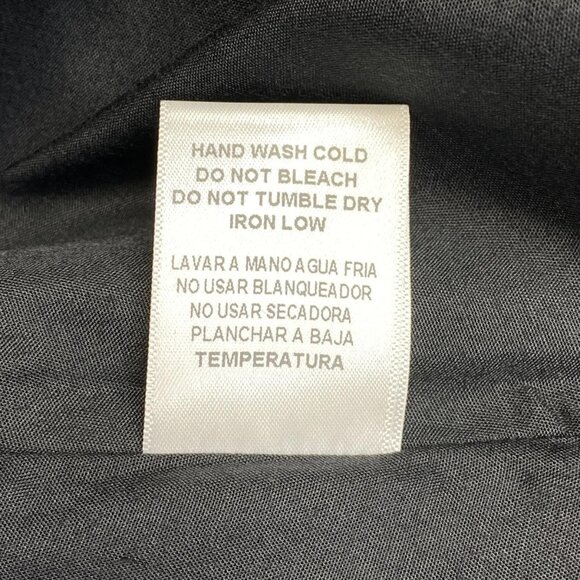 HAND WASH COLD
DO NOT BLEACH
DO NOT TUMBLE DRY
IRON LOW
LAVAR A MANO AGUA FRIA
NO USAR BLANQUEADOR
NO USAR SECADORA
PLANCHAR A BAJA
TEMPERATURA